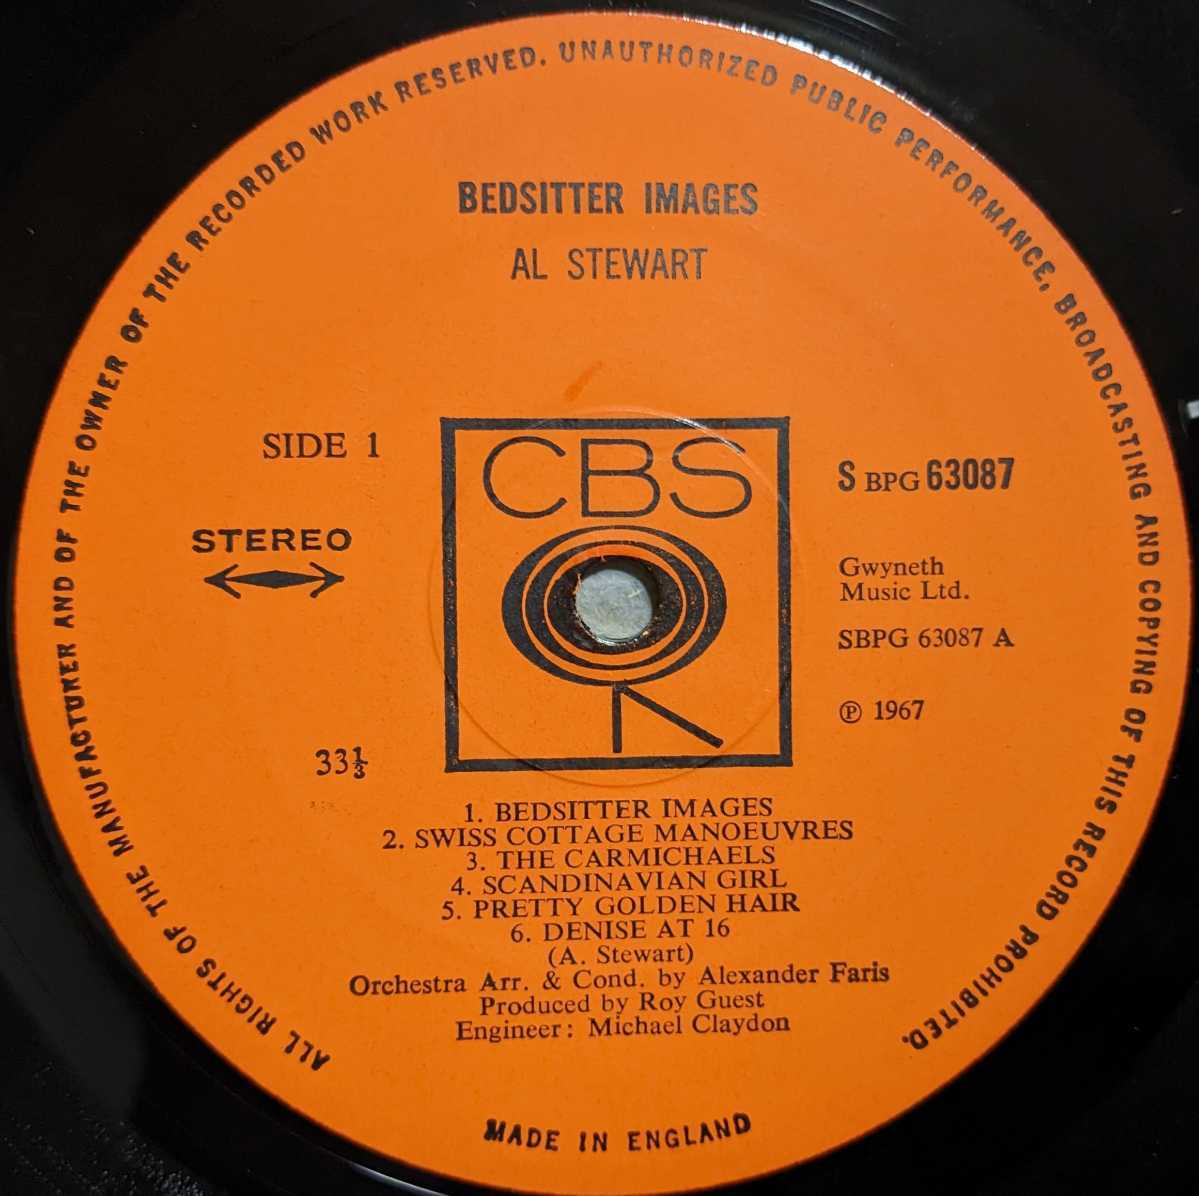 ALL RIGHTS OF THE MANUFACTURER AND OF THE OWNER OF THE RECORDED WORK RESERVED. UNAUTHORIZED PUBLIC PERFORMANCE, BROADCASTING AND COPYING OF THIS RECORD PROHIBITED.
BEDSITTER IMAGES
AL STEWART
SIDE 1
CBS
S BPG 63087
STEREO
Gwyneth
Music Ltd.
SBPG 63087 A
℗ 1967
33⅓
1. BEDSITTER IMAGES
2. SWISS COTTAGE MANOEUVRES
3. THE CARMICHAELS
4. SCANDINAVIAN GIRL
5. PRETTY GOLDEN HAIR
6. DENISE AT 16
(A. Stewart)
Orchestra Arr. & Cond. by Alexander Faris
Produced by Roy Guest
Engineer: Michael Claydon
MADE IN ENGLAND